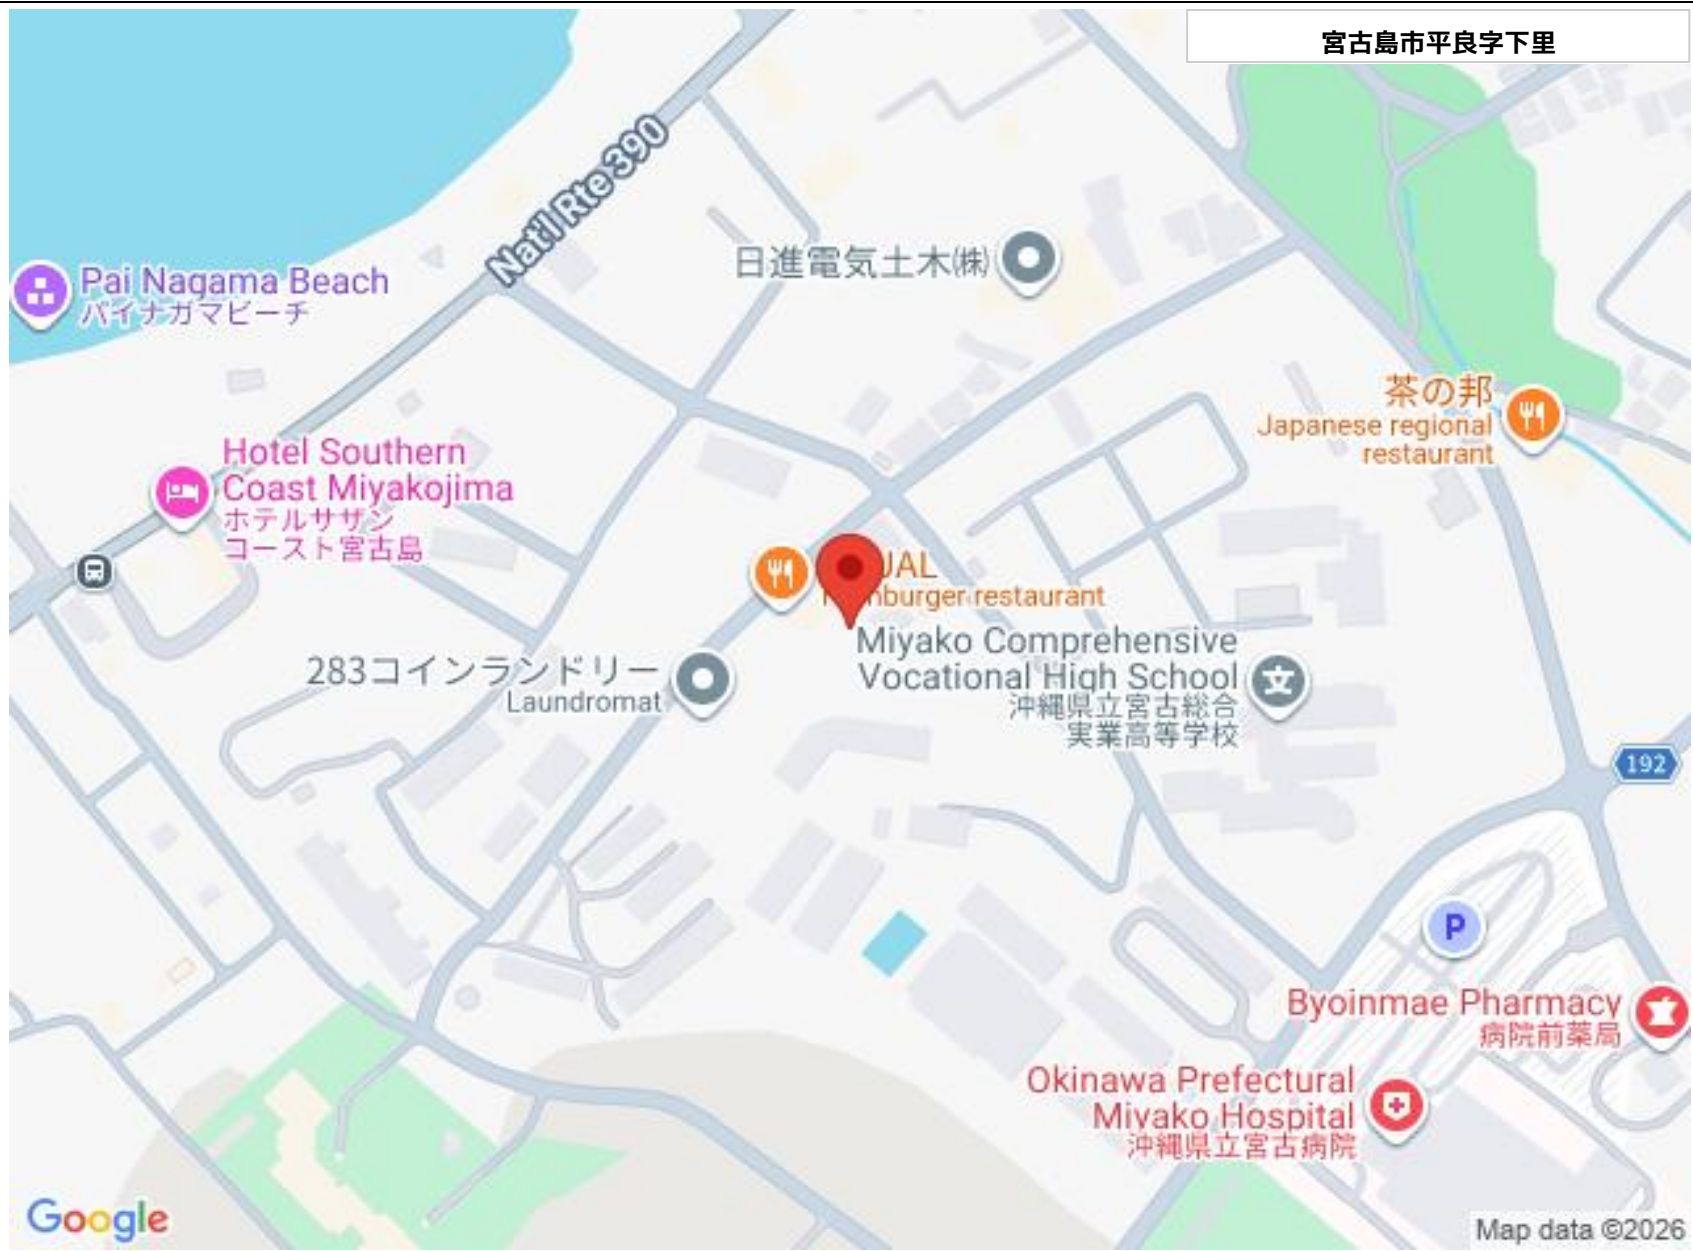 宮古島市平良字下里
Nat'l Rte 390
日進電気土木㈱
Pai Nagama Beach
パイナガマビーチ
茶の邦
Japanese regional
restaurant
Hotel Southern
Coast Miyakojima
ホテルサザン
コースト宮古島
burger restaurant
Miyako Comprehensive
Vocational High School
沖縄県立宮古総合
実業高等学校
283コインランドリー
Laundromat
192
P
Byoinmae Pharmacy
病院前薬局
Okinawa Prefectural
Miyako Hospital
沖縄県立宮古病院
Google
Map data ©2026